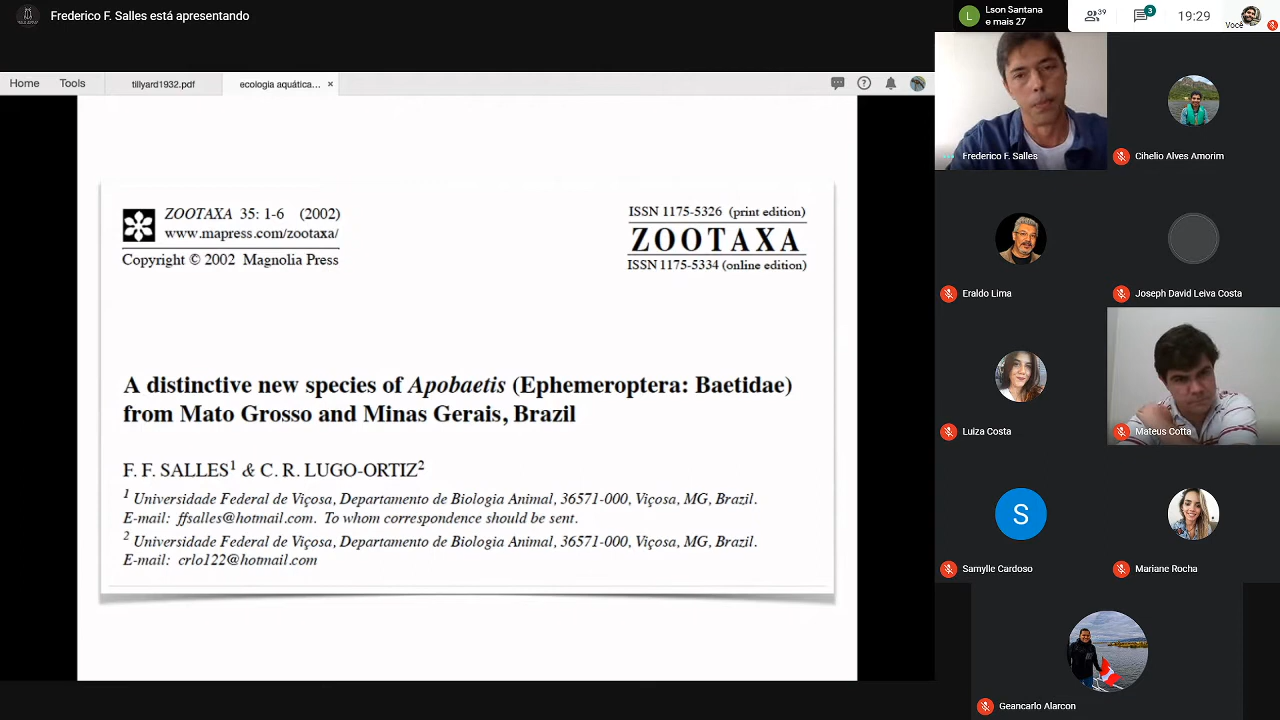 Frederico F. Salles está apresentando
L
Lson Santana
e mais 27
39
3
19:29
Você
Home
Tools
tillyard1932.pdf
ecologia aquática...
ZOOTAXA 35: 1-6 (2002)
www.mapress.com/zootaxa/
Copyright © 2002 Magnolia Press
ISSN 1175-5326 (print edition)
ZOOTAXA
ISSN 1175-5334 (online edition)
A distinctive new species of Apobaetis (Ephemeroptera: Baetidae)
from Mato Grosso and Minas Gerais, Brazil
F. F. SALLES¹ & C. R. LUGO-ORTIZ²
¹ Universidade Federal de Viçosa, Departamento de Biologia Animal, 36571-000, Viçosa, MG, Brazil.
E-mail: ffsalles@hotmail.com. To whom correspondence should be sent.
² Universidade Federal de Viçosa, Departamento de Biologia Animal, 36571-000, Viçosa, MG, Brazil.
E-mail: crlo122@hotmail.com
Frederico F. Salles
Cihelio Alves Amorim
Eraldo Lima
Joseph David Leiva Costa
Luiza Costa
Mateus Cotta
S
Samylle Cardoso
Mariane Rocha
Geancarlo Alarcon